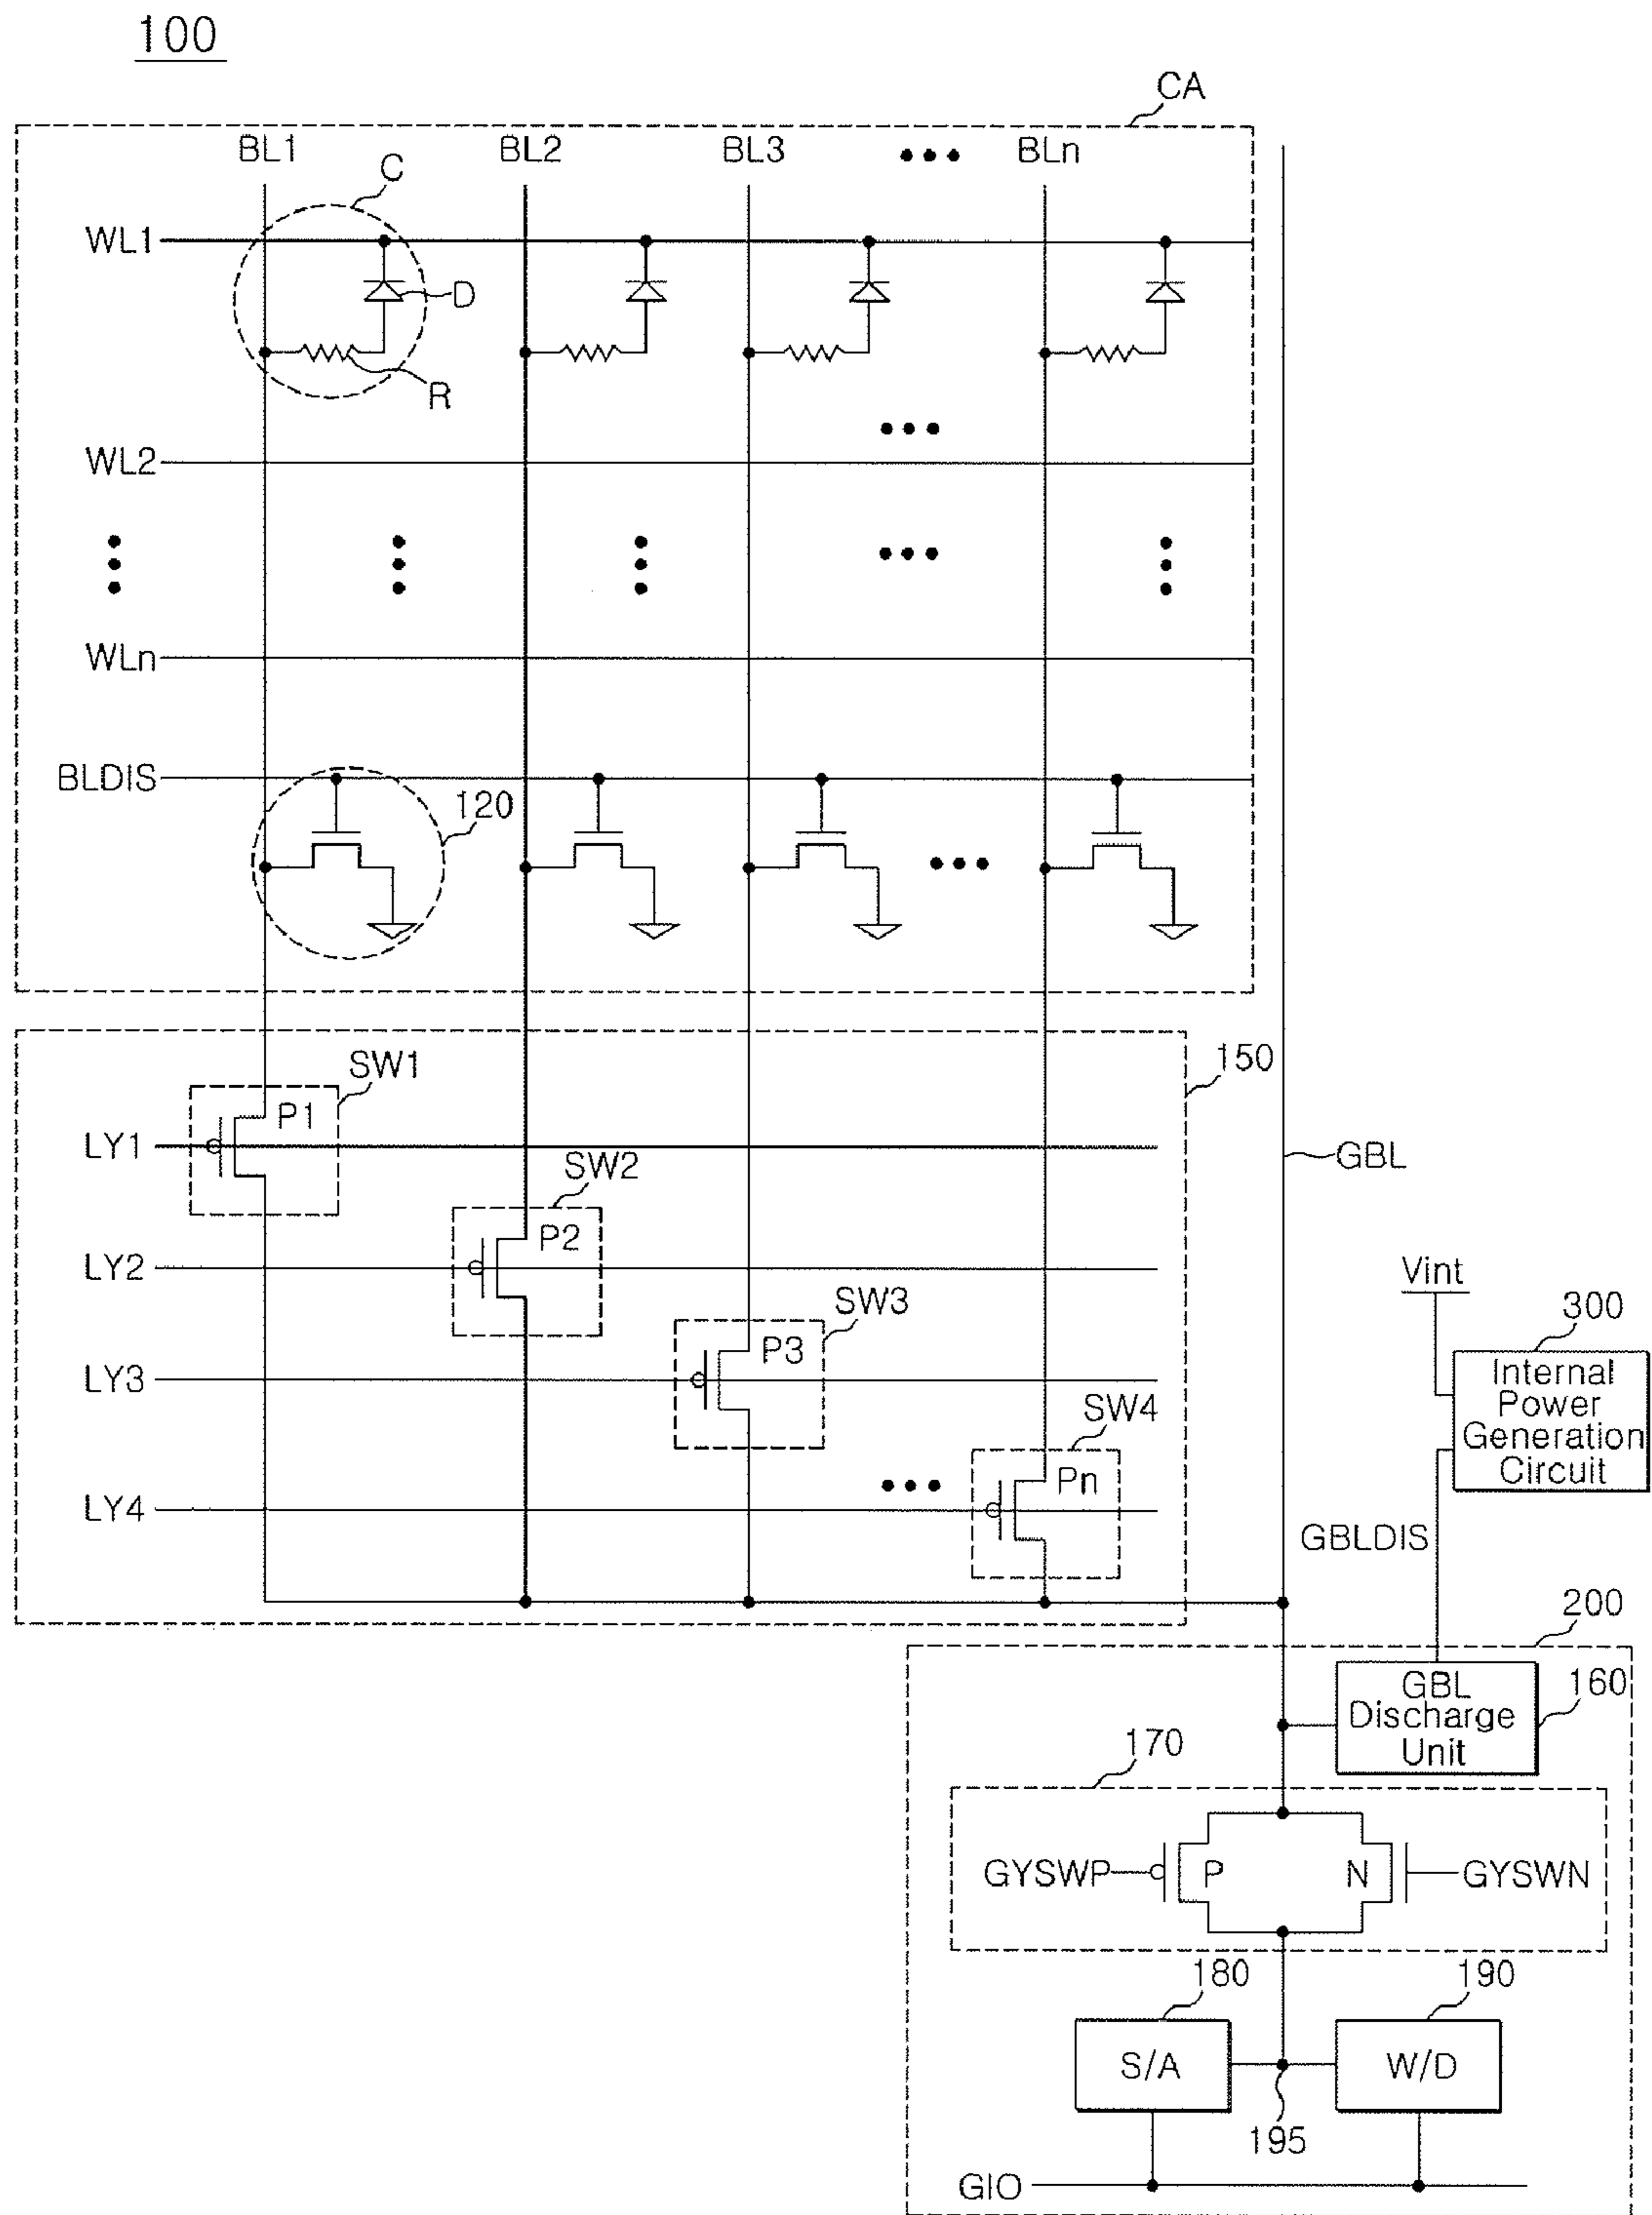 100
CA
BL1 BL2 BL3 ••• BLn
C
WL1
D
R
•••
WL2
•••
WLn
BLDIS
120
•••
150
SW1
P1
LY1
GBL
SW2
P2
LY2
Vint
SW3
300
P3
LY3
Internal
Power
Generation
Circuit
SW4
Pn
•••
LY4
GBLDIS
200
GBL
Discharge
Unit
160
170
GYSWP P N GYSWN
180 190
S/A W/D
195
GIO